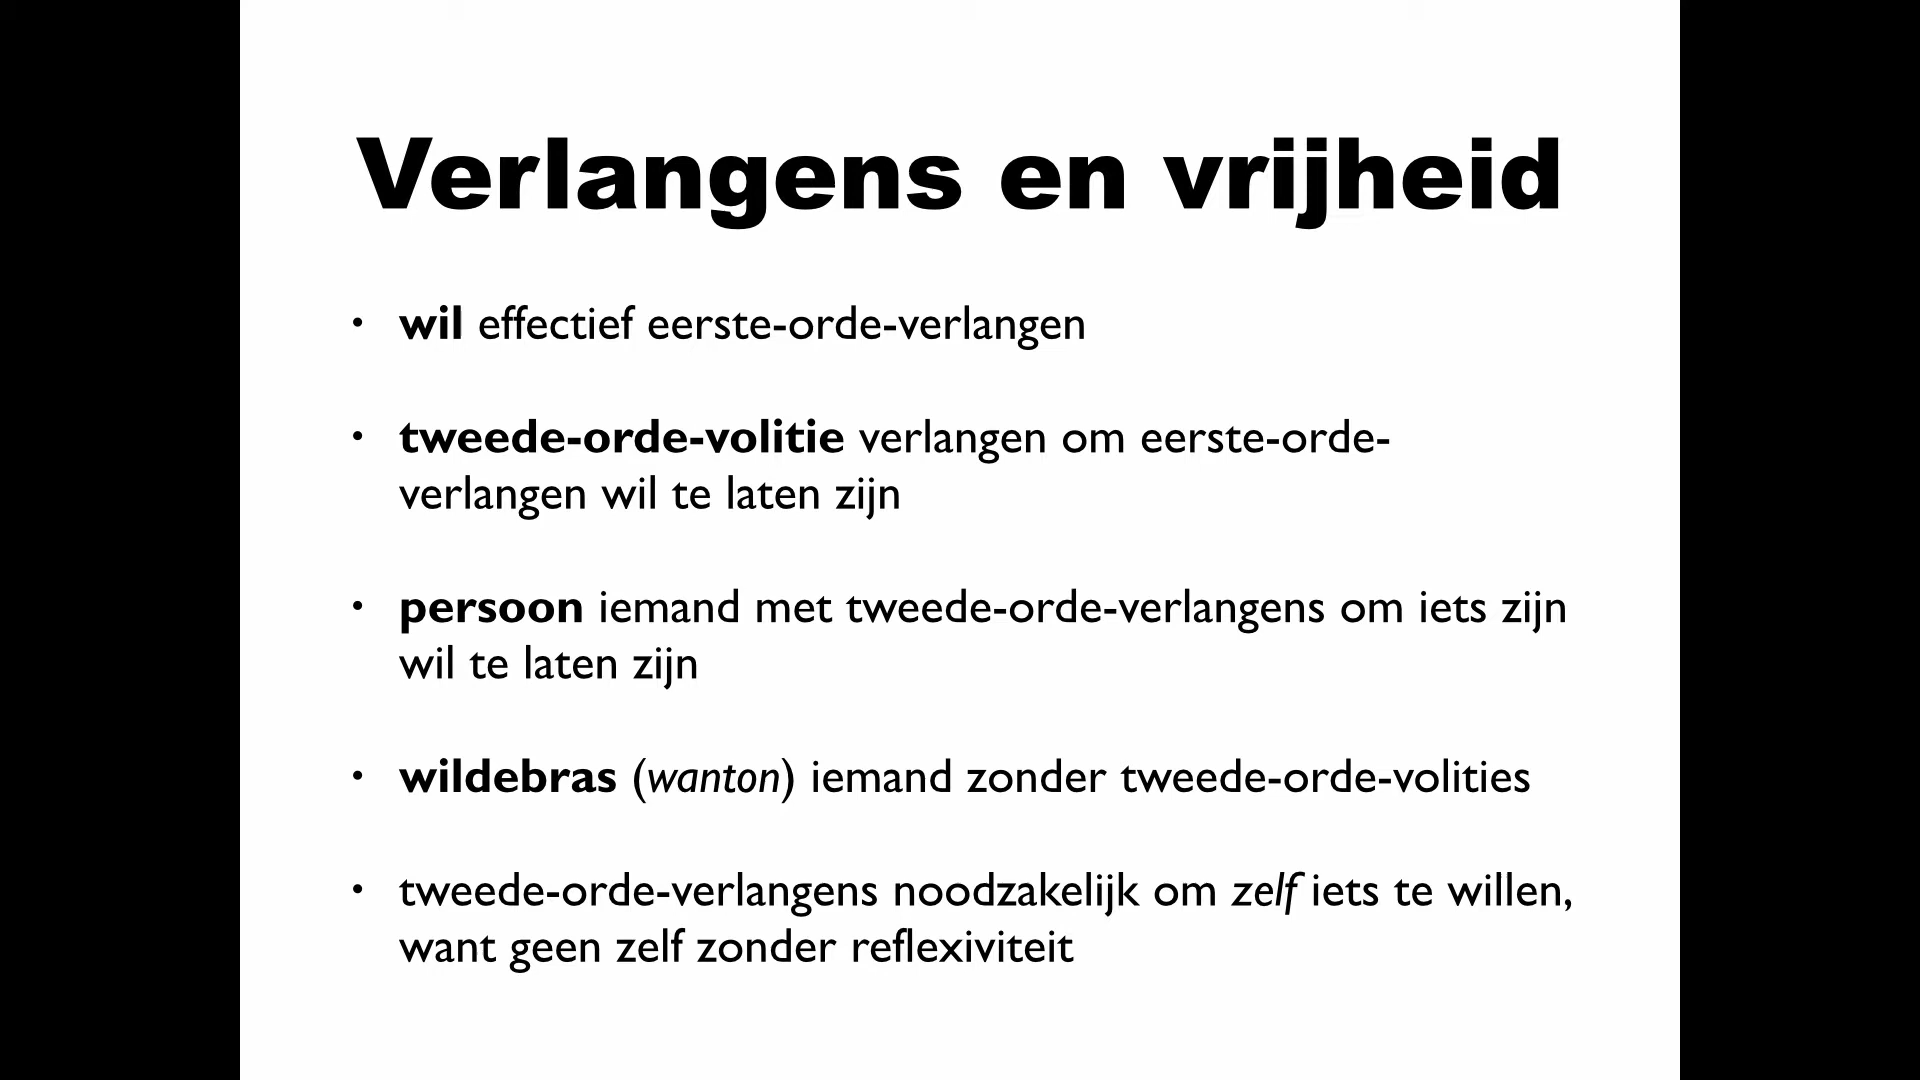 Verlangens en vrijheid
• wil effectief eerste-orde-verlangen
• tweede-orde-volitie verlangen om eerste-orde-
verlangen wil te laten zijn
• persoon iemand met tweede-orde-verlangens om iets zijn
wil te laten zijn
• wildebras (wanton) iemand zonder tweede-orde-volities
• tweede-orde-verlangens noodzakelijk om zelf iets te willen,
want geen zelf zonder reflexiviteit